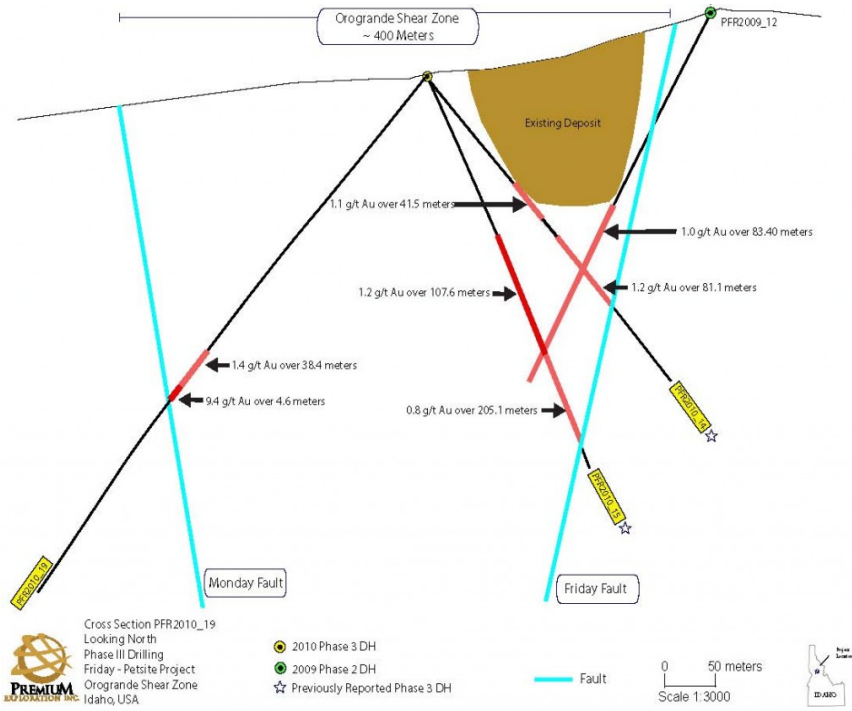 Orogrande Shear Zone
~ 400 Meters
PFR2009_12
Existing Deposit
1.1 g/t Au over 41.5 meters
1.0 g/t Au over 83.40 meters
1.2 g/t Au over 107.6 meters
1.2 g/t Au over 81.1 meters
1.4 g/t Au over 38.4 meters
9.4 g/t Au over 4.6 meters
0.8 g/t Au over 205.1 meters
PFR2010_14
PFR2010_15
PFR2010_19
Monday Fault
Friday Fault
Cross Section PFR2010_19
Looking North
Phase III Drilling
Friday - Petsite Project
Orogrande Shear Zone
Idaho, USA
PREMIUM
EXPLORATION INC.
2010 Phase 3 DH
2009 Phase 2 DH
Previously Reported Phase 3 DH
Fault
0 50 meters
Scale 1:3000
Project
Location
IDAHO